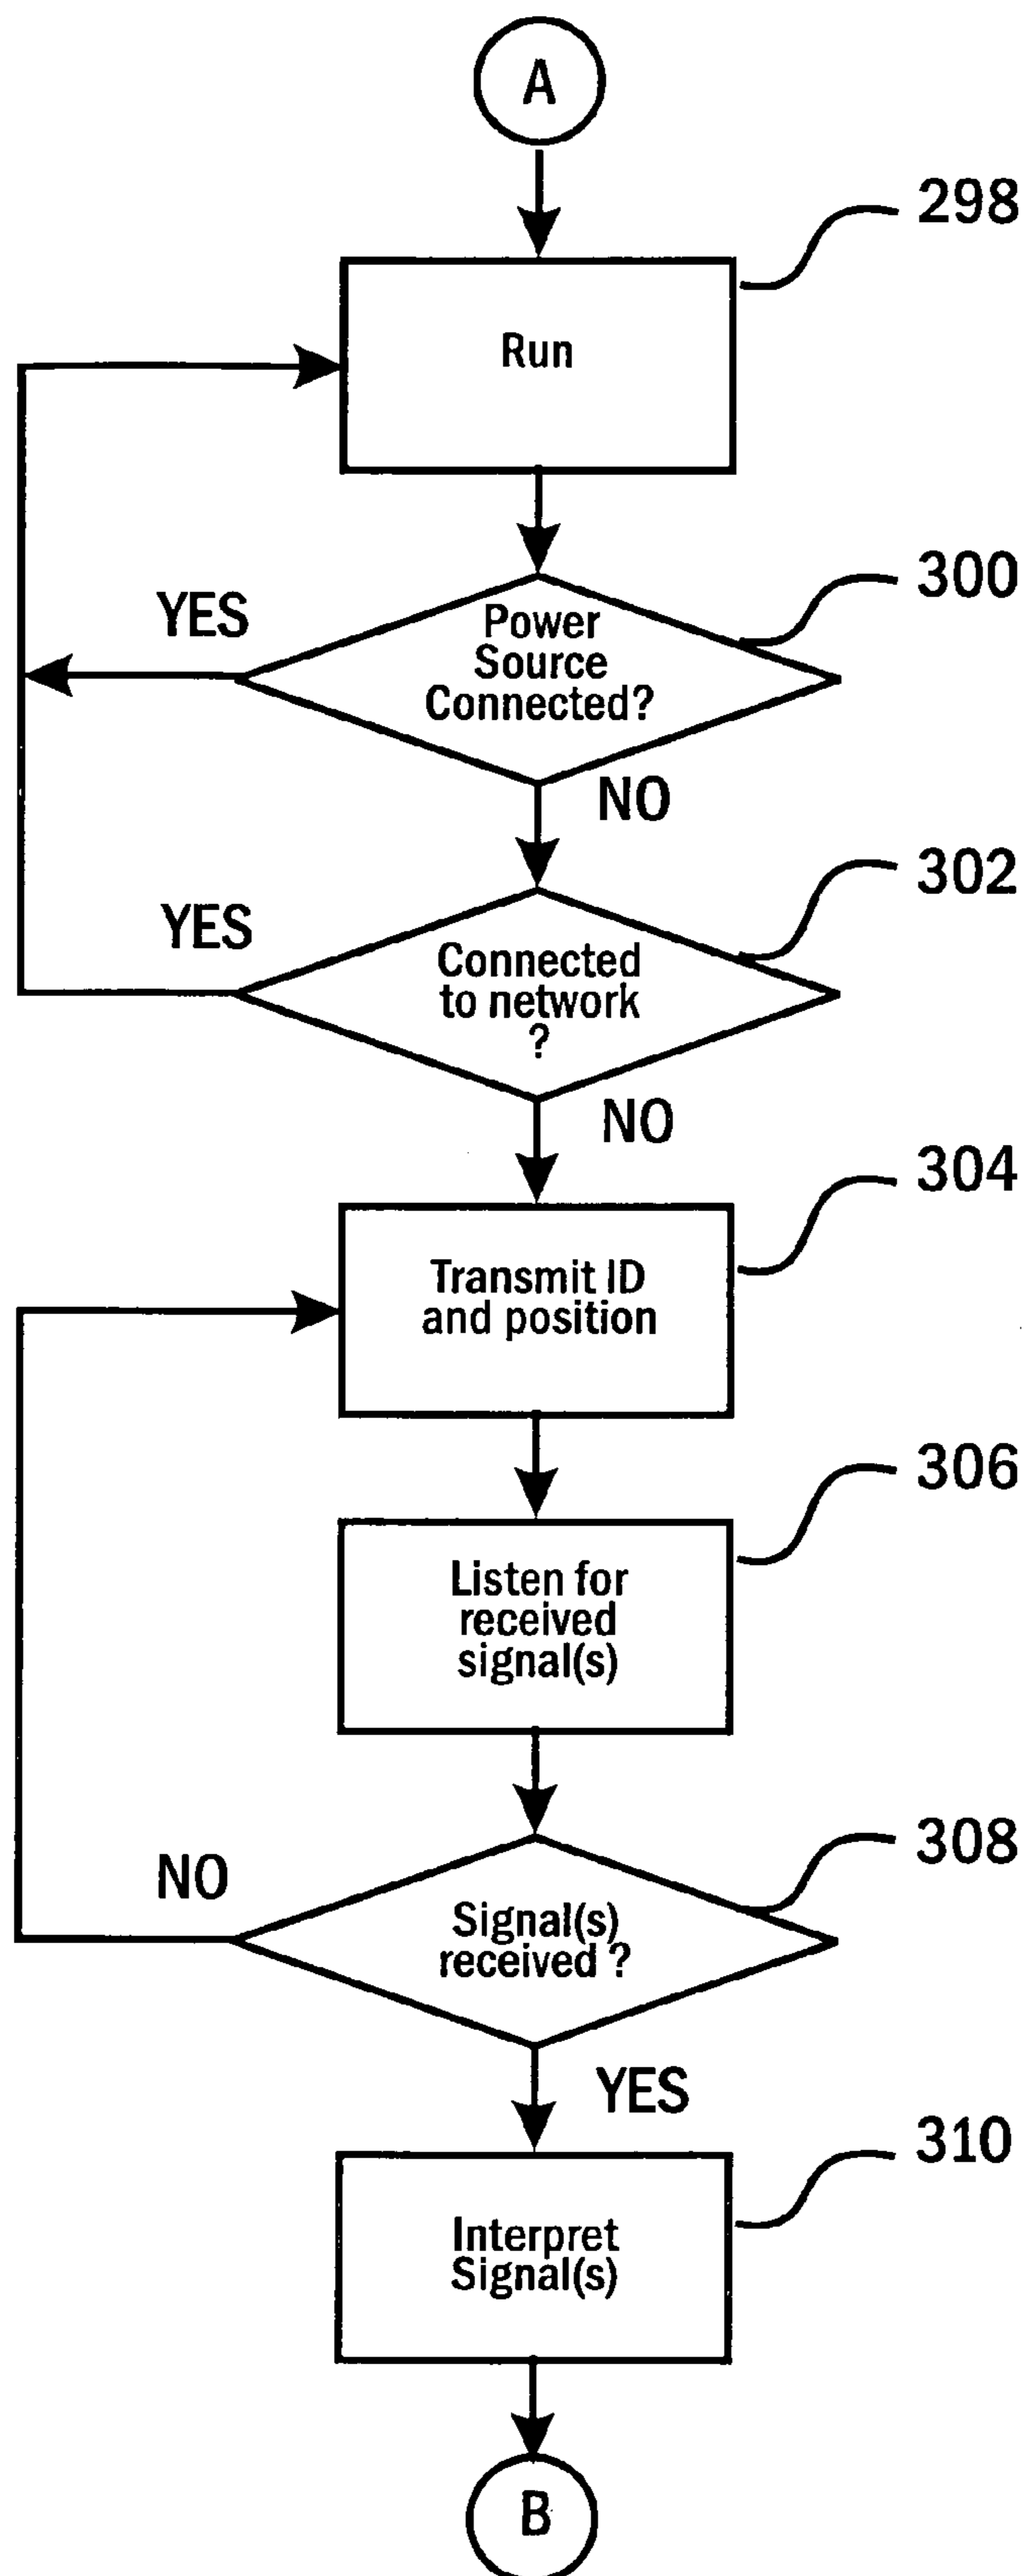 A
298
Run
300
YES
Power
Source
Connected?
NO
302
YES
Connected
to network
?
NO
304
Transmit ID
and position
306
Listen for
received
signal(s)
308
NO
Signal(s)
received ?
YES
310
Interpret
Signal(s)
B